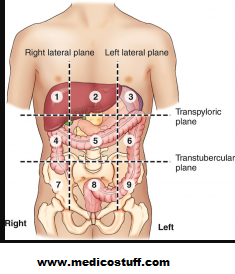 Right lateral plane
Left lateral plane
1
2
3
Transpyloric
plane
4
5
6
Transtubercular
plane
7
8
9
Right
Left
www.medicostuff.com